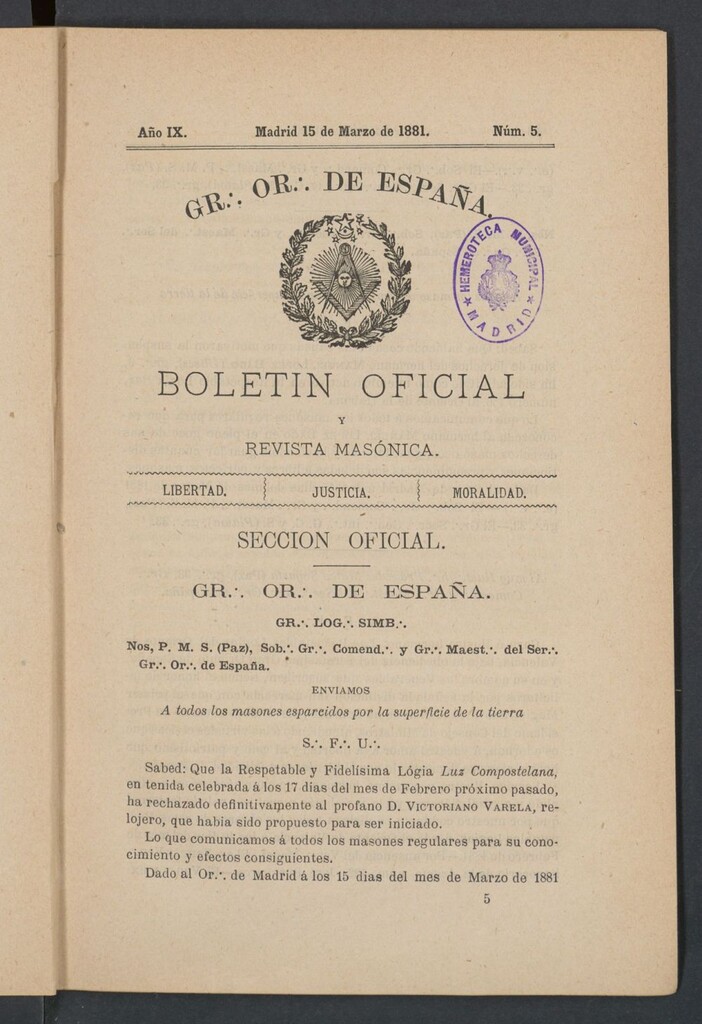 Año IX. Madrid 15 de Marzo de 1881. Núm. 5.
GR.·. OR.·. DE ESPAÑA.
HEMEROTECA MUNICIPAL
★ MADRID ★
BOLETIN OFICIAL
Y
REVISTA MASÓNICA.
LIBERTAD. JUSTICIA. MORALIDAD.
SECCION OFICIAL.
GR.·. OR.·. DE ESPAÑA.
GR.·. LOG.·. SIMB.·.
Nos, P. M. S. (Paz), Sob.·. Gr.·. Comend.·. y Gr.·. Maest.·. del Ser.·.
Gr.·. Or.·. de España.
ENVIAMOS
A todos los masones esparcidos por la superficie de la tierra
S.·. F.·. U.·.
Sabed: Que la Respetable y Fidelísima Lógia Luz Compostelana,
en tenida celebrada á los 17 dias del mes de Febrero próximo pasado,
ha rechazado definitivamente al profano D. VICTORIANO VARELA, re-
lojero, que habia sido propuesto para ser iniciado.
Lo que comunicamos á todos los masones regulares para su cono-
cimiento y efectos consiguientes.
Dado al Or.·. de Madrid á los 15 dias del mes de Marzo de 1881
5